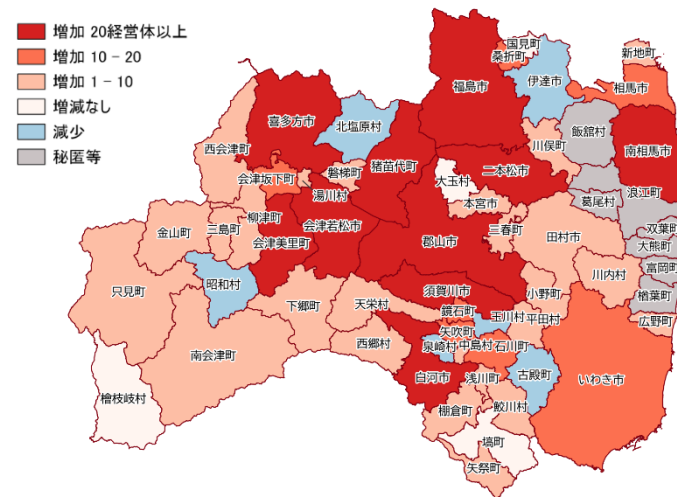 増加 20経営体以上
増加 10－20
増加 1－10
増減なし
減少
秘匿等
国見町
桑折町
新地町
伊達市
相馬市
福島市
喜多方市
北塩原村
飯舘村
川俣町
南相馬市
西会津町
猪苗代町
二本松市
磐梯町
会津坂下町
大玉村
浪江町
湯川村
本宮市
葛尾村
柳津町
会津若松市
三島町
三春町
双葉町
金山町
会津美里町
郡山市
田村市
大熊町
富岡町
昭和村
川内村
只見町
須賀川市
小野町
楢葉町
下郷町
天栄村
鏡石町
玉川村
平田村
広野町
矢吹町
南会津町
西郷村
泉崎村
中島村
石川町
白河市
浅川町
古殿町
いわき市
檜枝岐村
棚倉町
鮫川村
塙町
矢祭町